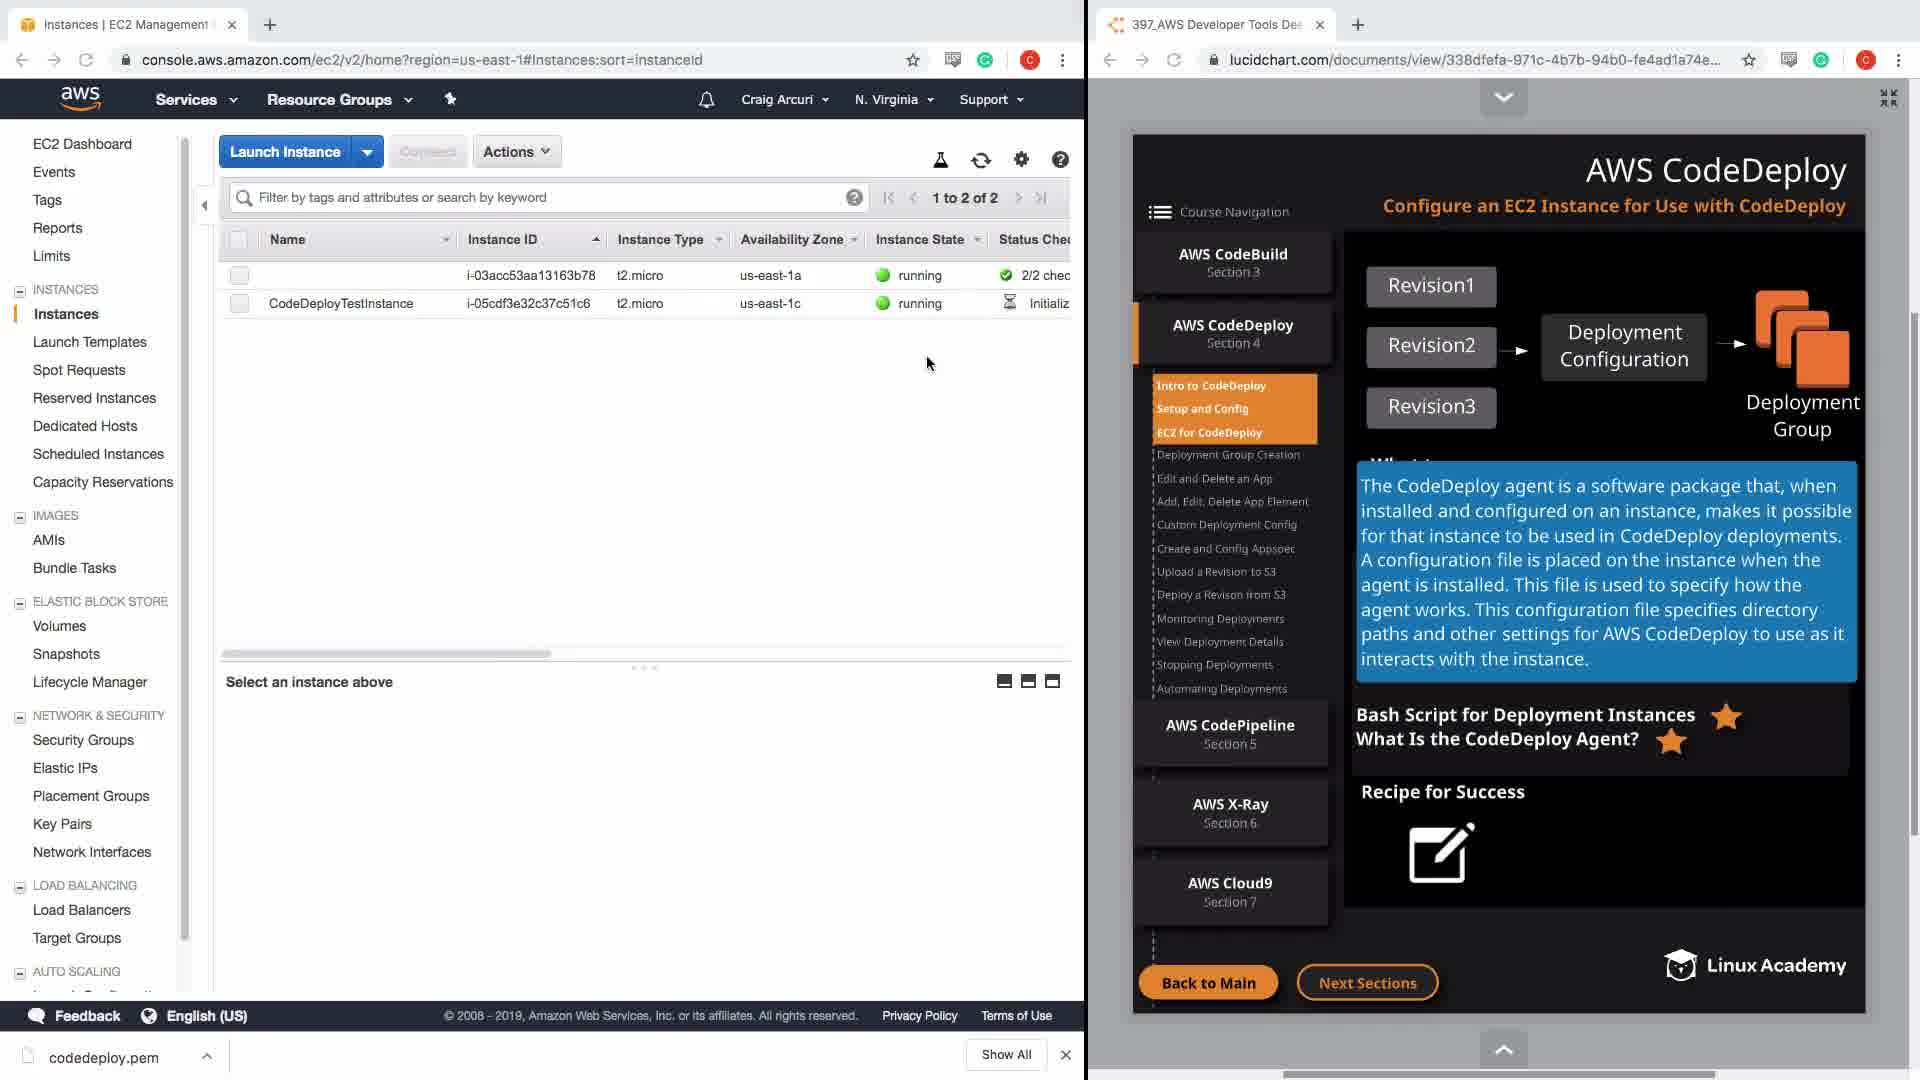 Instances | EC2 Management
console.aws.amazon.com/ec2/v2/home?region=us-east-1#Instances:sort=instanceId
C
aws
Services
Resource Groups
Craig Arcuri
N. Virginia
Support
EC2 Dashboard
Events
Tags
Reports
Limits
INSTANCES
Instances
Launch Templates
Spot Requests
Reserved Instances
Dedicated Hosts
Scheduled Instances
Capacity Reservations
IMAGES
AMIs
Bundle Tasks
ELASTIC BLOCK STORE
Volumes
Snapshots
Lifecycle Manager
NETWORK & SECURITY
Security Groups
Elastic IPs
Placement Groups
Key Pairs
Network Interfaces
LOAD BALANCING
Load Balancers
Target Groups
AUTO SCALING
Launch Instance
Connect
Actions
Filter by tags and attributes or search by keyword
1 to 2 of 2
Name Instance ID Instance Type Availability Zone Instance State Status Chec
i-03acc53aa13163b78 t2.micro us-east-1a running 2/2 chec
CodeDeployTestInstance i-05cdf3e32c37c51c6 t2.micro us-east-1c running Initializ
Select an instance above
Feedback
English (US)
© 2008 - 2019, Amazon Web Services, Inc. or its affiliates. All rights reserved.
Privacy Policy
Terms of Use
codedeploy.pem
Show All
397_AWS Developer Tools Dee
lucidchart.com/documents/view/338dfefa-971c-4b7b-94b0-fe4ad1a74e...
C
AWS CodeDeploy
Configure an EC2 Instance for Use with CodeDeploy
Course Navigation
AWS CodeBuild
Section 3
AWS CodeDeploy
Section 4
Intro to CodeDeploy
Setup and Config
EC2 for CodeDeploy
Deployment Group Creation
Edit and Delete an App
Add, Edit, Delete App Element
Custom Deployment Config
Create and Config Appspec
Upload a Revision to S3
Deploy a Revison from S3
Monitoring Deployments
View Deployment Details
Stopping Deployments
Automating Deployments
AWS CodePipeline
Section 5
AWS X-Ray
Section 6
AWS Cloud9
Section 7
Back to Main
Next Sections
Revision1
Revision2
Revision3
Deployment
Configuration
Deployment
Group
The CodeDeploy agent is a software package that, when
installed and configured on an instance, makes it possible
for that instance to be used in CodeDeploy deployments.
A configuration file is placed on the instance when the
agent is installed. This file is used to specify how the
agent works. This configuration file specifies directory
paths and other settings for AWS CodeDeploy to use as it
interacts with the instance.
Bash Script for Deployment Instances
What Is the CodeDeploy Agent?
Recipe for Success
Linux Academy